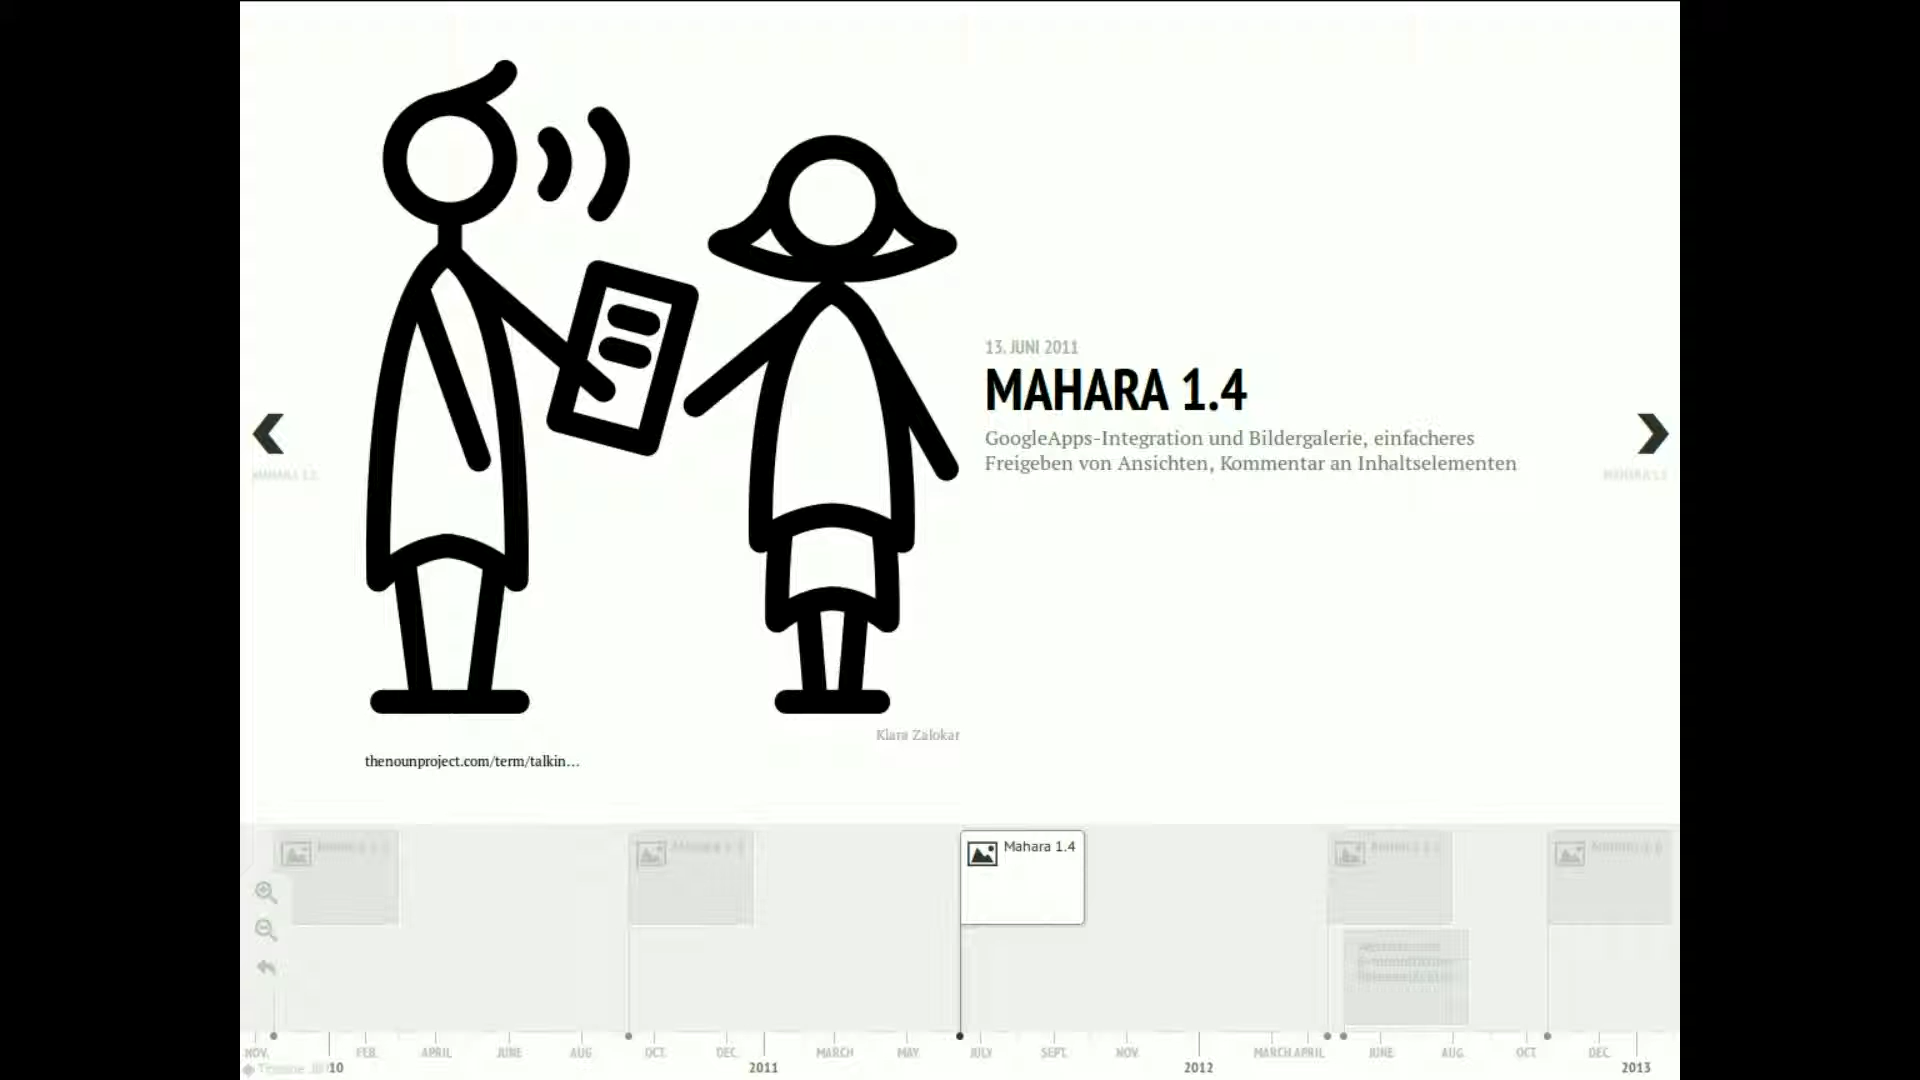 13. JUNI 2011
MAHARA 1.4
GoogleApps-Integration und Bildergalerie, einfacheres
Freigeben von Ansichten, Kommentar an Inhaltselementen
Klara Zalokar
thenounproject.com/term/talkin...
Mahara 1.4
NOV. FEB. APRIL JUNE AUG. OCT. DEC. MARCH MAY. JULY SEPT. NOV. MARCH APRIL JUNE AUG. OCT. DEC.
10 2011 2012 2013